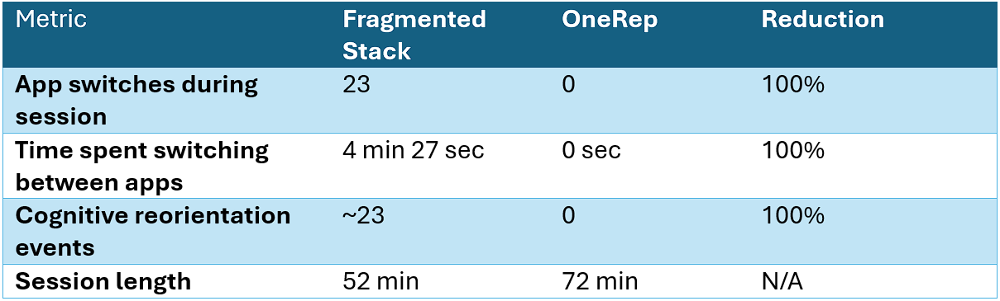 Metric Fragmented Stack OneRep Reduction
App switches during session 23 0 100%
Time spent switching between apps 4 min 27 sec 0 sec 100%
Cognitive reorientation events ~23 0 100%
Session length 52 min 72 min N/A